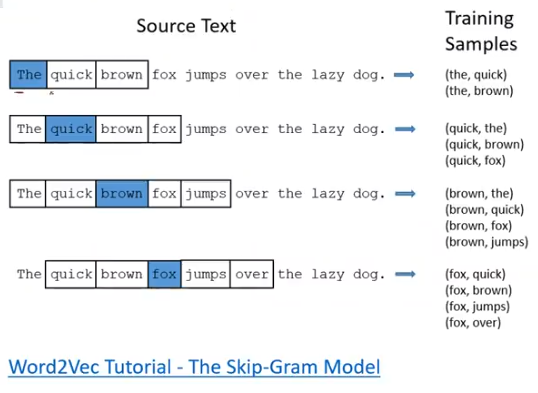 Source Text
Training
Samples
The quick brown fox jumps over the lazy dog.
(the, quick)
(the, brown)
The quick brown fox jumps over the lazy dog.
(quick, the)
(quick, brown)
(quick, fox)
The quick brown fox jumps over the lazy dog.
(brown, the)
(brown, quick)
(brown, fox)
(brown, jumps)
The quick brown fox jumps over the lazy dog.
(fox, quick)
(fox, brown)
(fox, jumps)
(fox, over)
Word2Vec Tutorial - The Skip-Gram Model